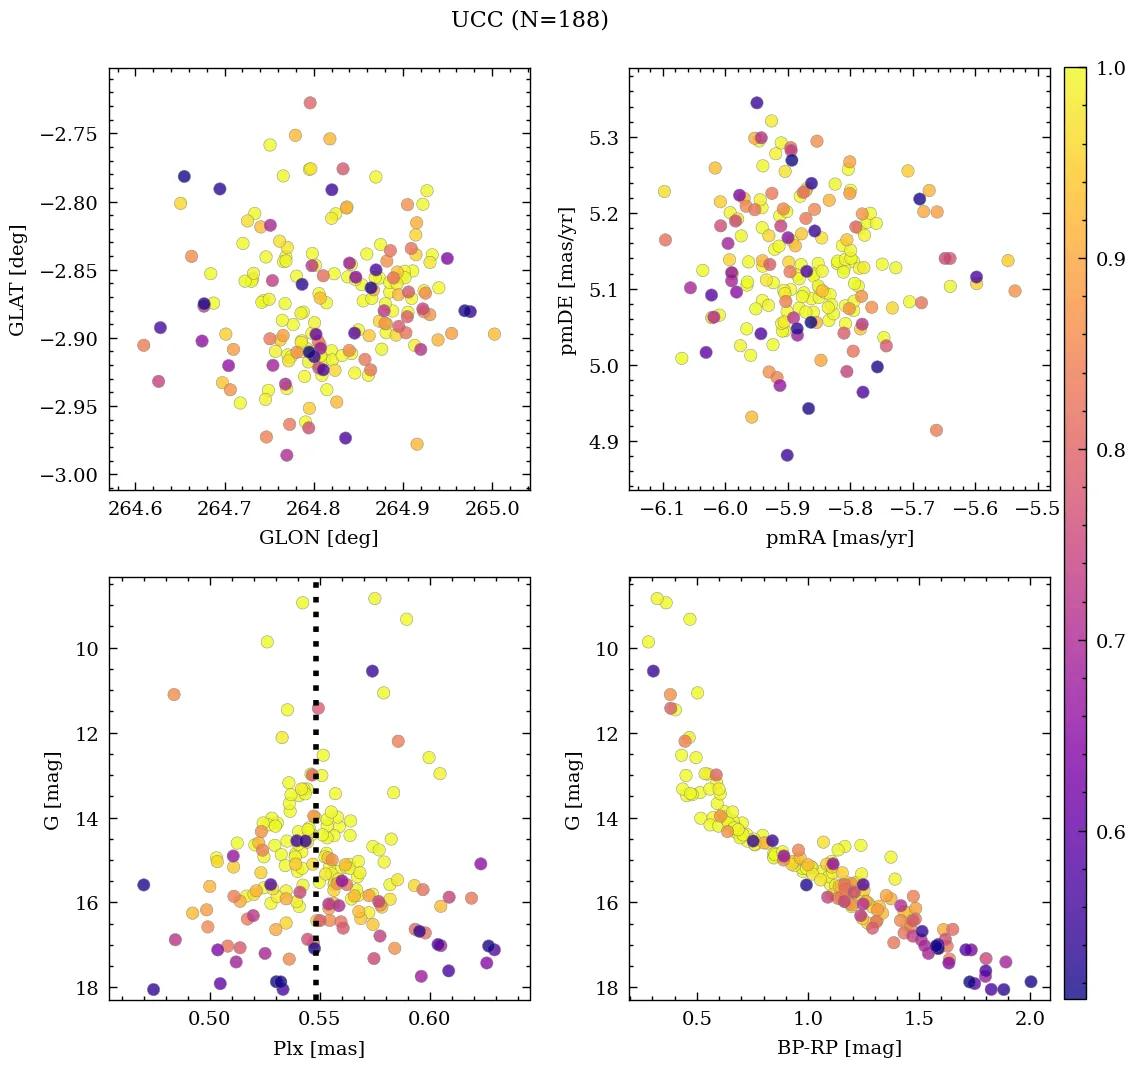 UCC (N=188)
−2.75
−2.80
−2.85
−2.90
−2.95
−3.00
GLAT [deg]
264.6 264.7 264.8 264.9 265.0
GLON [deg]
5.3
5.2
5.1
5.0
4.9
pmDE [mas/yr]
−6.1 −6.0 −5.9 −5.8 −5.7 −5.6 −5.5
pmRA [mas/yr]
1.0
0.9
0.8
0.7
0.6
10
12
14
16
18
G [mag]
0.50 0.55 0.60
Plx [mas]
10
12
14
16
18
G [mag]
0.5 1.0 1.5 2.0
BP-RP [mag]